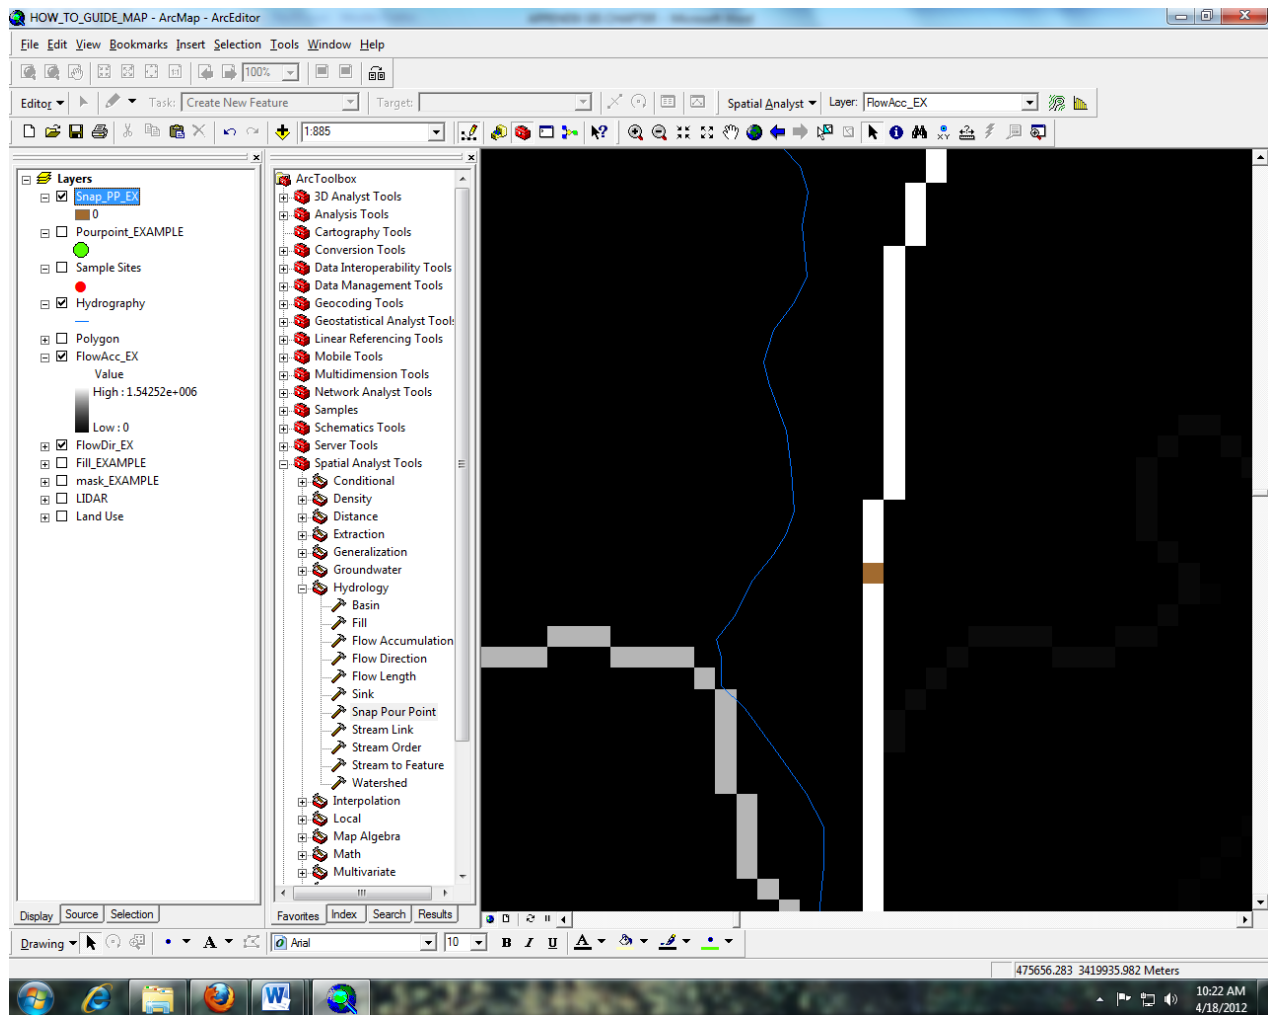 HOW_TO_GUIDE_MAP - ArcMap - ArcEditor
File Edit View Bookmarks Insert Selection Tools Window Help
100%
Editor Task: Create New Feature Target: Spatial Analyst Layer: FlowAcc_EX
1:885
Layers
Snap_PP_EX
0
Pourpoint_EXAMPLE
Sample Sites
Hydrography
Polygon
FlowAcc_EX
Value
High : 1.54252e+006
Low : 0
FlowDir_EX
Fill_EXAMPLE
mask_EXAMPLE
LIDAR
Land Use
Display Source Selection
ArcToolbox
3D Analyst Tools
Analysis Tools
Cartography Tools
Conversion Tools
Data Interoperability Tools
Data Management Tools
Geocoding Tools
Geostatistical Analyst Tools
Linear Referencing Tools
Mobile Tools
Multidimension Tools
Network Analyst Tools
Samples
Schematics Tools
Server Tools
Spatial Analyst Tools
Conditional
Density
Distance
Extraction
Generalization
Groundwater
Hydrology
Basin
Fill
Flow Accumulation
Flow Direction
Flow Length
Sink
Snap Pour Point
Stream Link
Stream Order
Stream to Feature
Watershed
Interpolation
Local
Map Algebra
Math
Multivariate
Favorites Index Search Results
Drawing A Arial 10 B I U A
475656.283 3419935.982 Meters
10:22 AM
4/18/2012